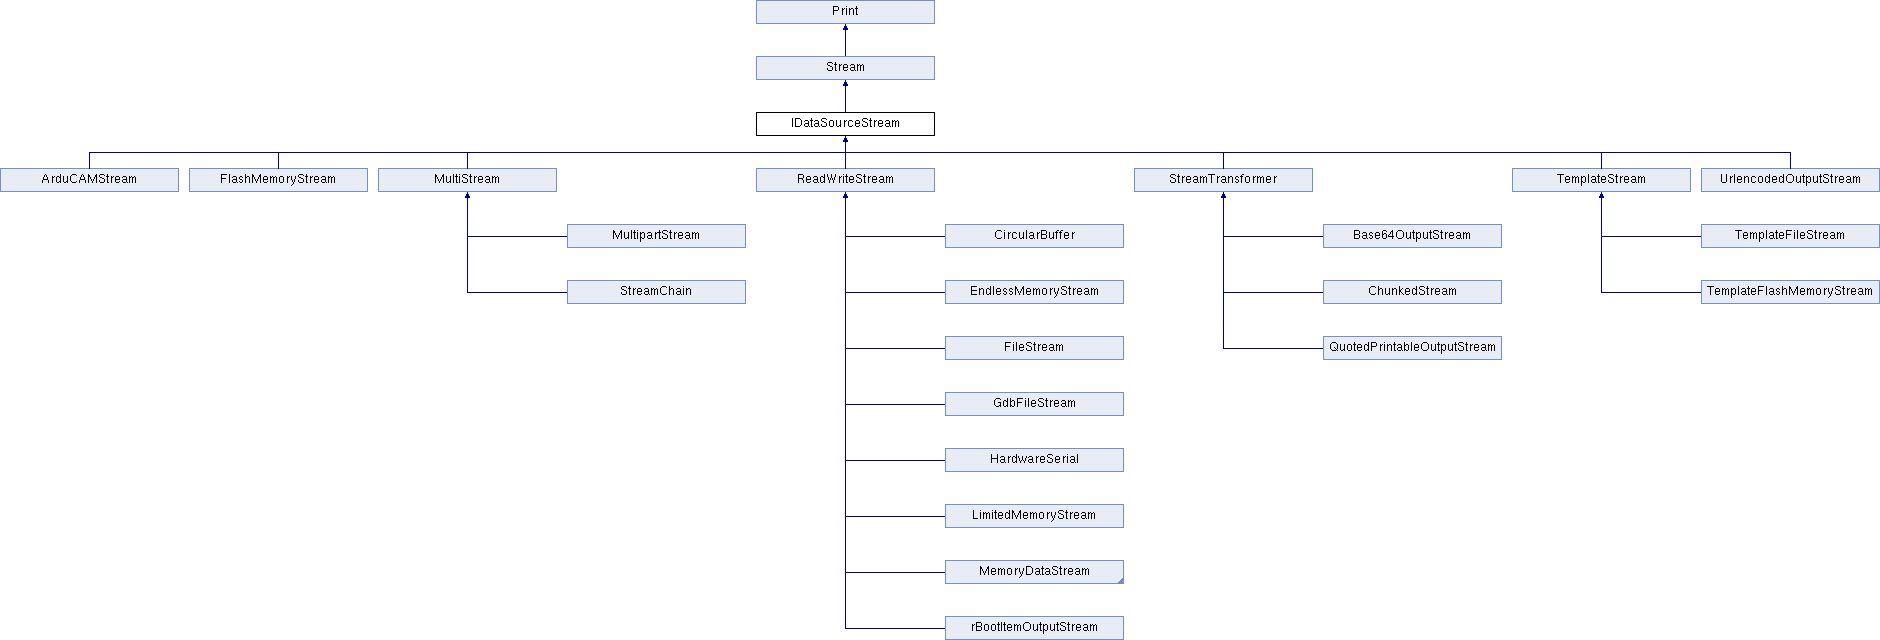 Print
Stream
IDataSourceStream
ArduCAMStream
FlashMemoryStream
MultiStream
ReadWriteStream
StreamTransformer
TemplateStream
UrlencodedOutputStream
MultipartStream
CircularBuffer
Base64OutputStream
TemplateFileStream
StreamChain
EndlessMemoryStream
ChunkedStream
TemplateFlashMemoryStream
FileStream
QuotedPrintableOutputStream
GdbFileStream
HardwareSerial
LimitedMemoryStream
MemoryDataStream
rBootItemOutputStream